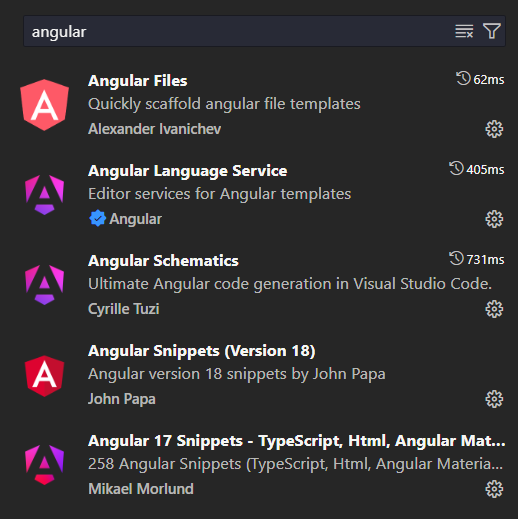 angular
Angular Files 62ms
Quickly scaffold angular file templates
Alexander Ivanichev
Angular Language Service 405ms
Editor services for Angular templates
Angular
Angular Schematics 731ms
Ultimate Angular code generation in Visual Studio Code.
Cyrille Tuzi
Angular Snippets (Version 18)
Angular version 18 snippets by John Papa
John Papa
Angular 17 Snippets - TypeScript, Html, Angular Mat...
258 Angular Snippets (TypeScript, Html, Angular Materia...
Mikael Morlund